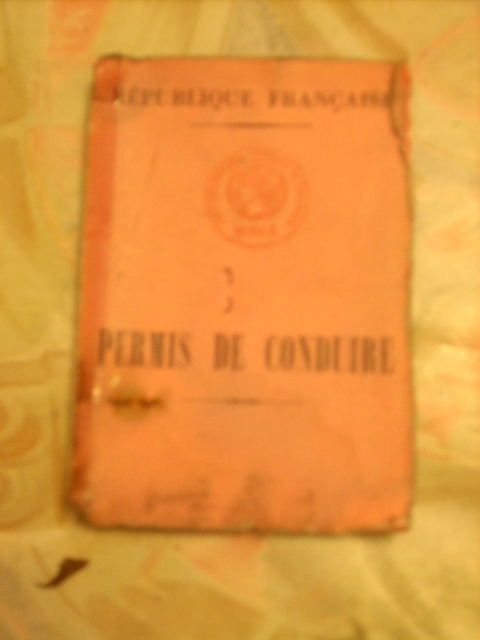 RÉPUBLIQUE FRANÇAISE
PERMIS DE CONDUIRE